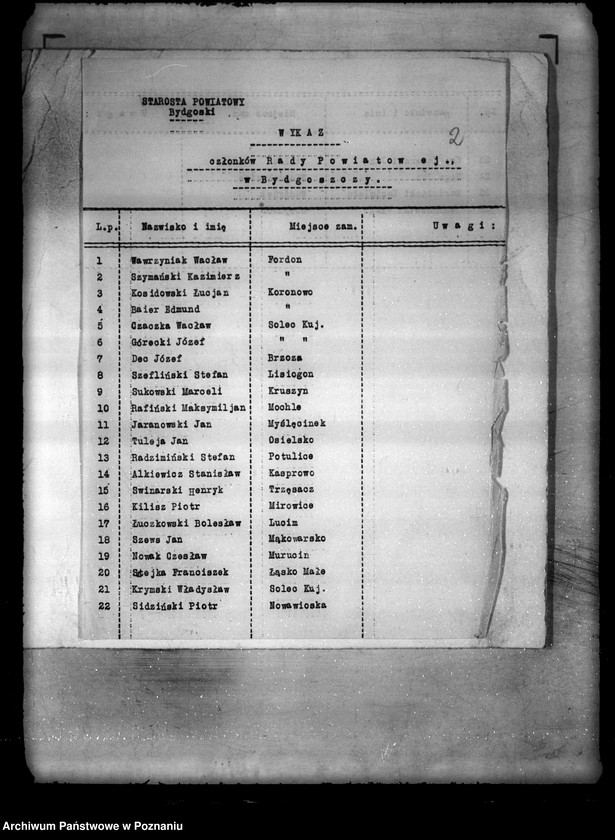 STAROSTA POWIATOWY
Bydgoski
2
W Y K A Z
członków Rady Powiatow ej.,
w Bydgoszczy.
L.p. Nazwisko i imię Miejsce zam. U w a g i :
1 Wawrzyniak Wacław Fordon
2 Szymański Kazimierz "
3 Kosidowski Łucjan Koronowo
4 Baier Edmund "
5 Czaczka Wacław Solec Kuj.
6 Górecki Józef " "
7 Dec Józef Brzoza
8 Szefliński Stefan Lisiogon
9 Sukowski Marceli Kruszyn
10 Rafiński Maksymiljan Mochle
11 Jaranowski Jan Myślęcinek
12 Tuleja Jan Osielsko
13 Radzimiński Stefan Potulice
14 Alkiewicz Stanisław Kasprowo
15 Swinarski Henryk Trzęsacz
16 Kilisz Piotr Mirowice
17 Łuczkowski Bolesław Lucim
18 Szews Jan Mąkowarsko
19 Nowak Czesław Murucin
20 Stejka Franciszek Łąsko Małe
21 Krymski Władysław Solec Kuj.
22 Sidziński Piotr Nowawioska
Archiwum Państwowe w Poznaniu